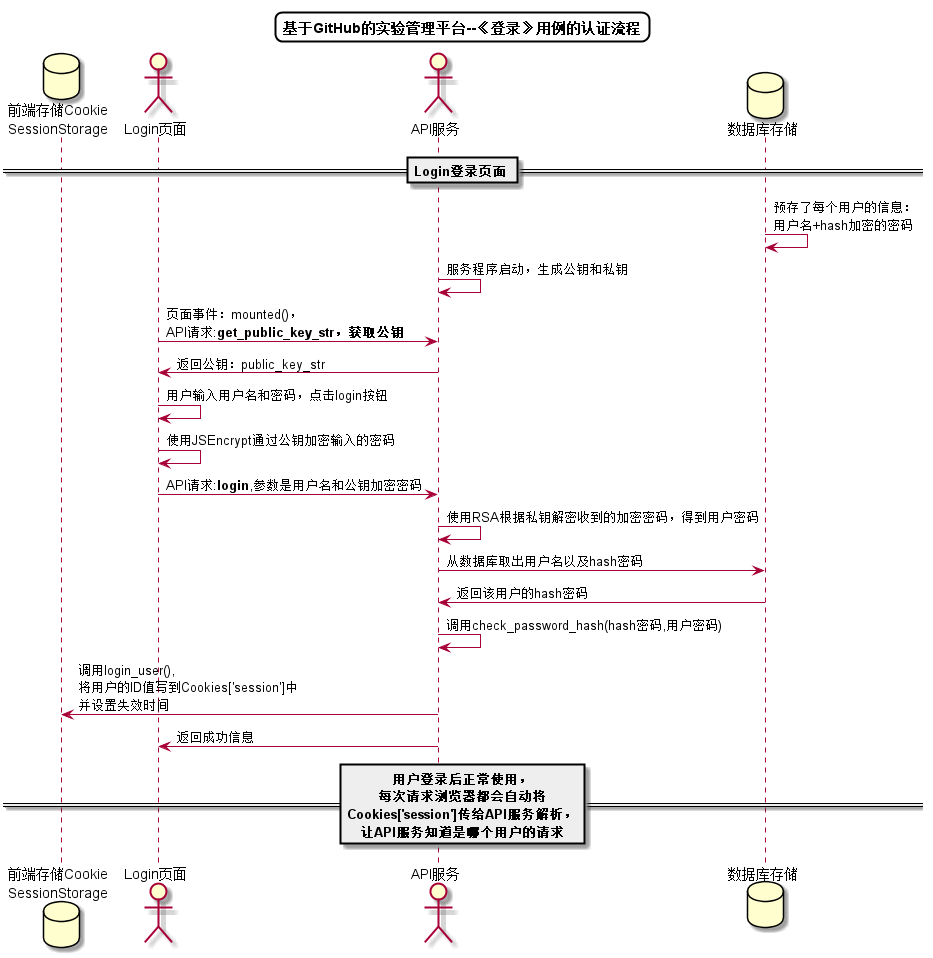 基于GitHub的实验管理平台--《登录》用例的认证流程
前端存储Cookie
SessionStorage
Login页面
API服务
数据库存储
Login登录页面
预存了每个用户的信息：
用户名+hash加密的密码
服务程序启动，生成公钥和私钥
页面事件：mounted()，
API请求:get_public_key_str，获取公钥
返回公钥：public_key_str
用户输入用户名和密码，点击login按钮
使用JSEncrypt通过公钥加密输入的密码
API请求:login,参数是用户名和公钥加密密码
使用RSA根据私钥解密收到的加密密码，得到用户密码
从数据库取出用户名以及hash密码
返回该用户的hash密码
调用check_password_hash(hash密码,用户密码)
调用login_user(),
将用户的ID值写到Cookies['session']中
并设置失效时间
返回成功信息
用户登录后正常使用，
每次请求浏览器都会自动将
Cookies['session']传给API服务解析，
让API服务知道是哪个用户的请求
前端存储Cookie
SessionStorage
Login页面
API服务
数据库存储